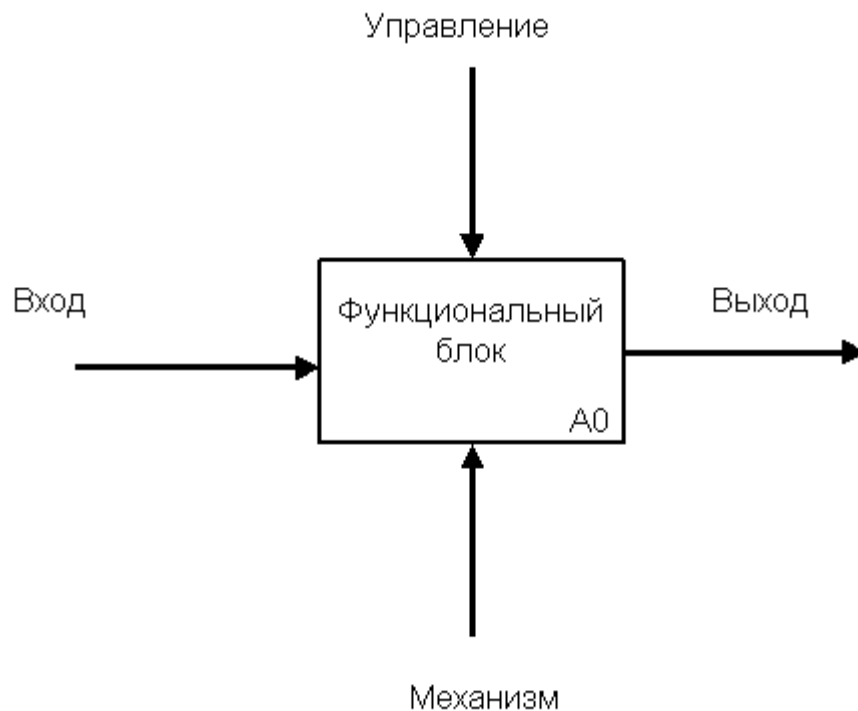 Управление
Вход
Функциональный
блок
Выход
A0
Механизм